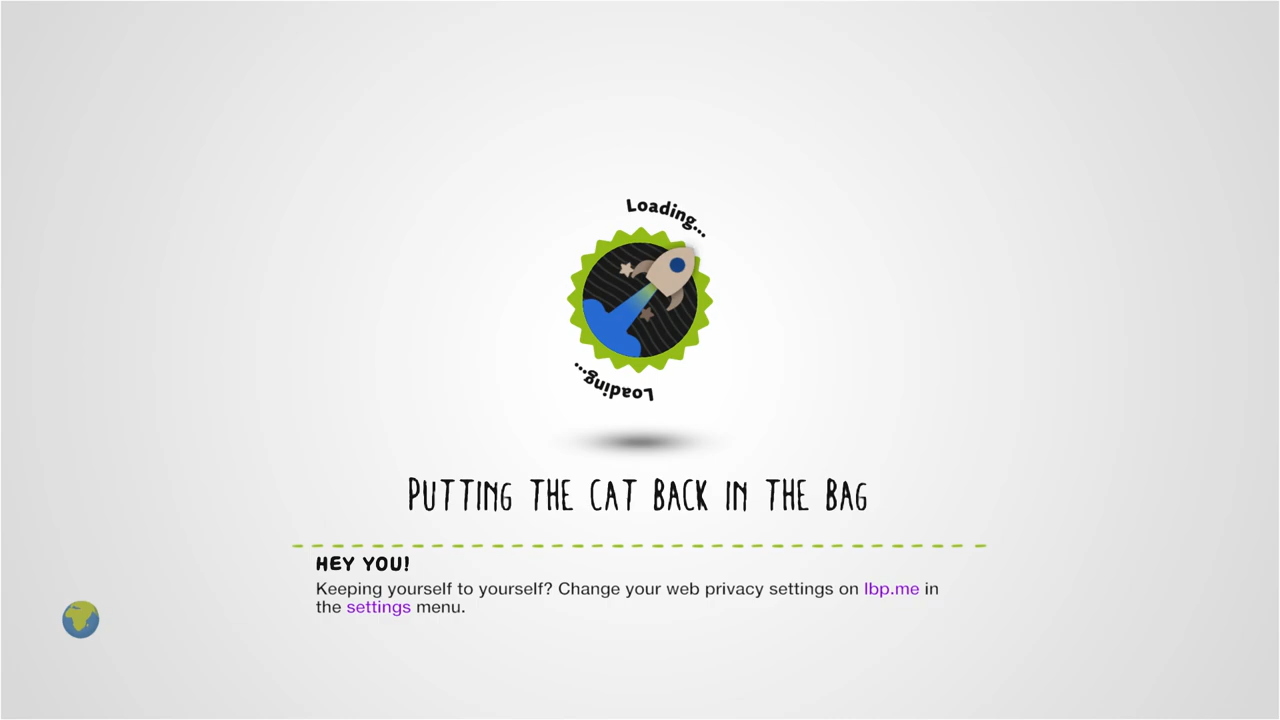 Loading...
Loading...
PUTTING THE CAT BACK IN THE BAG
HEY YOU!
Keeping yourself to yourself? Change your web privacy settings on lbp.me in
the settings menu.